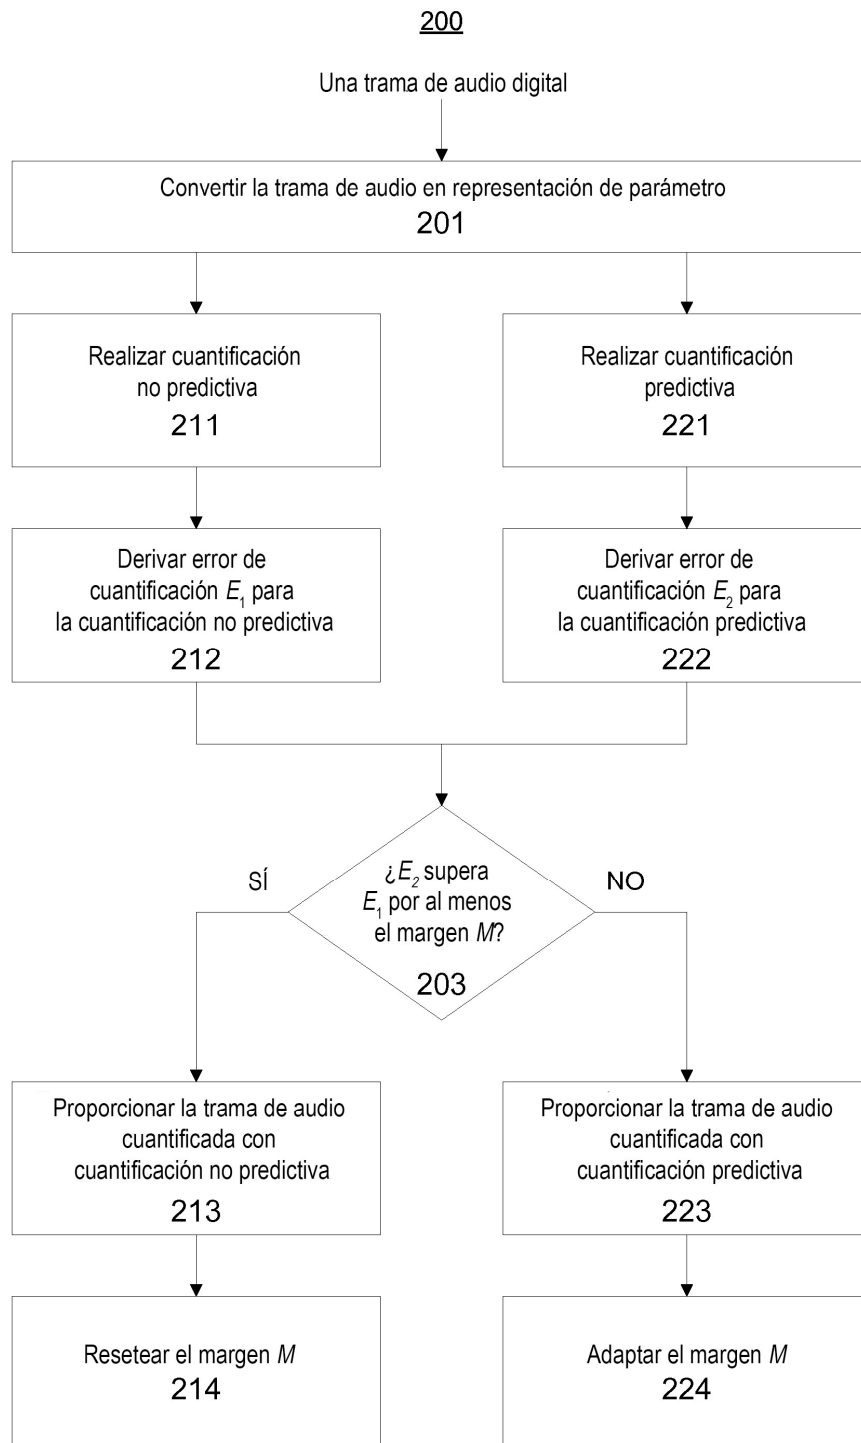 200
Una trama de audio digital
Convertir la trama de audio en representación de parámetro
201
Realizar cuantificación
no predictiva
211
Realizar cuantificación
predictiva
221
Derivar error de
cuantificación E₁ para
la cuantificación no predictiva
212
Derivar error de
cuantificación E₂ para
la cuantificación predictiva
222
SÍ
¿E₂ supera
E₁ por al menos
el margen M?
203
NO
Proporcionar la trama de audio
cuantificada con
cuantificación no predictiva
213
Proporcionar la trama de audio
cuantificada con
cuantificación predictiva
223
Resetear el margen M
214
Adaptar el margen M
224